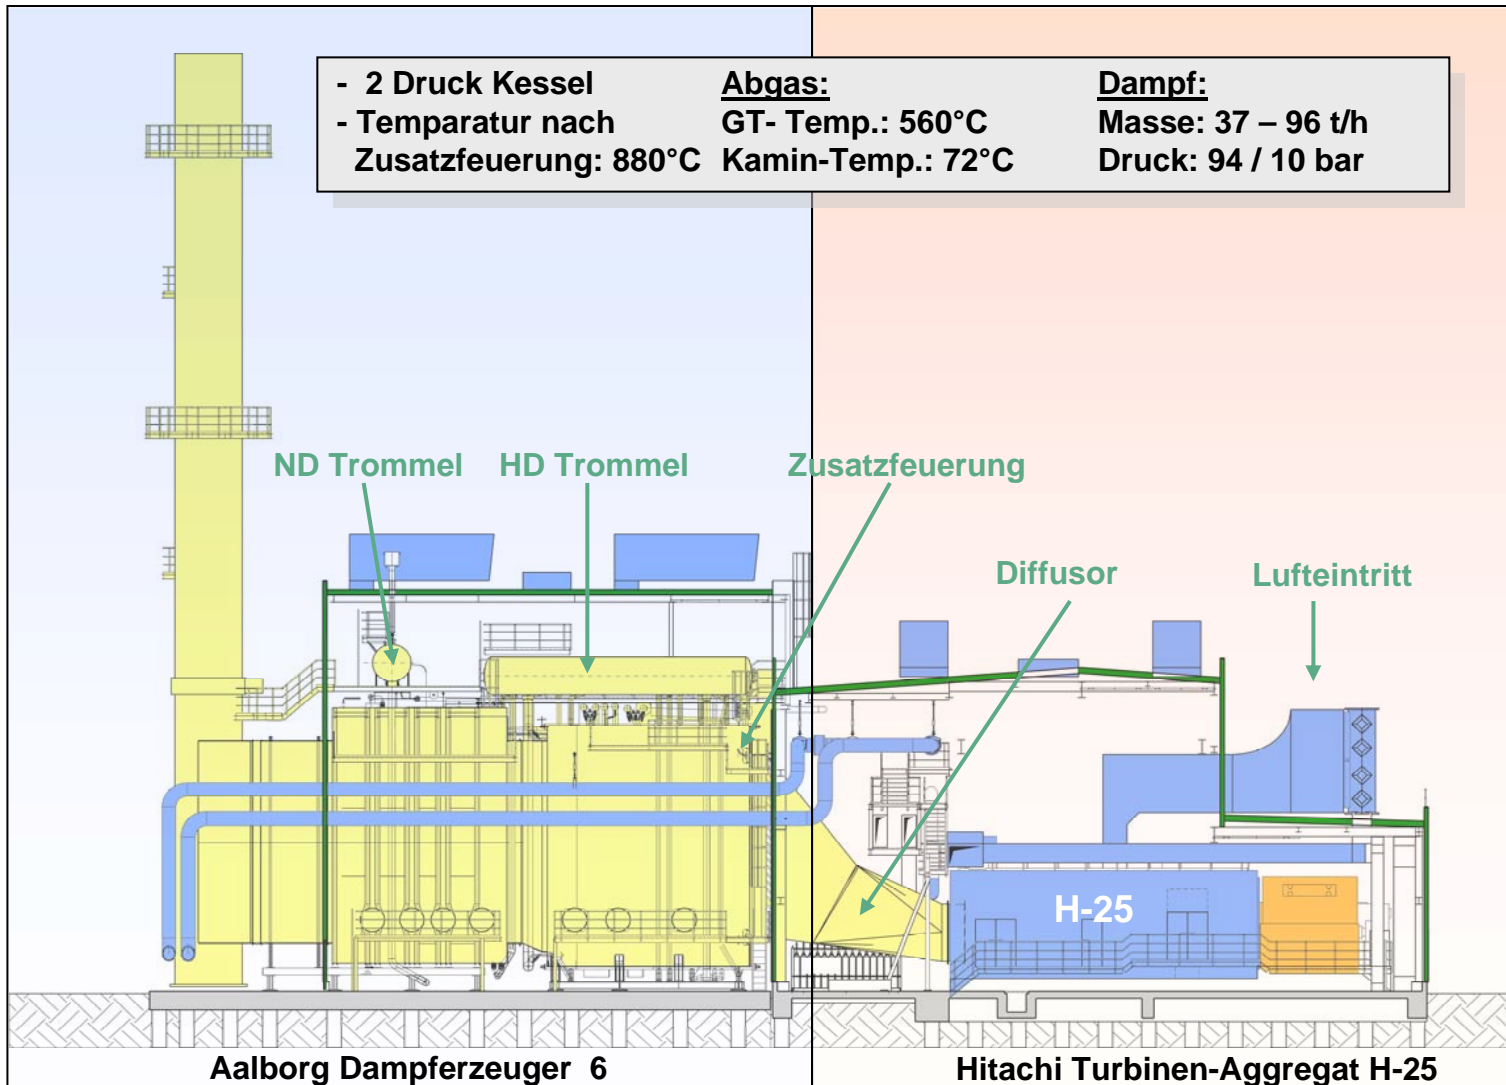 - 2 Druck Kessel
- Temparatur nach
Zusatzfeuerung: 880°C
Abgas:
GT- Temp.: 560°C
Kamin-Temp.: 72°C
Dampf:
Masse: 37 – 96 t/h
Druck: 94 / 10 bar
ND Trommel
HD Trommel
Zusatzfeuerung
Diffusor
Lufteintritt
H-25
Aalborg Dampferzeuger 6
Hitachi Turbinen-Aggregat H-25